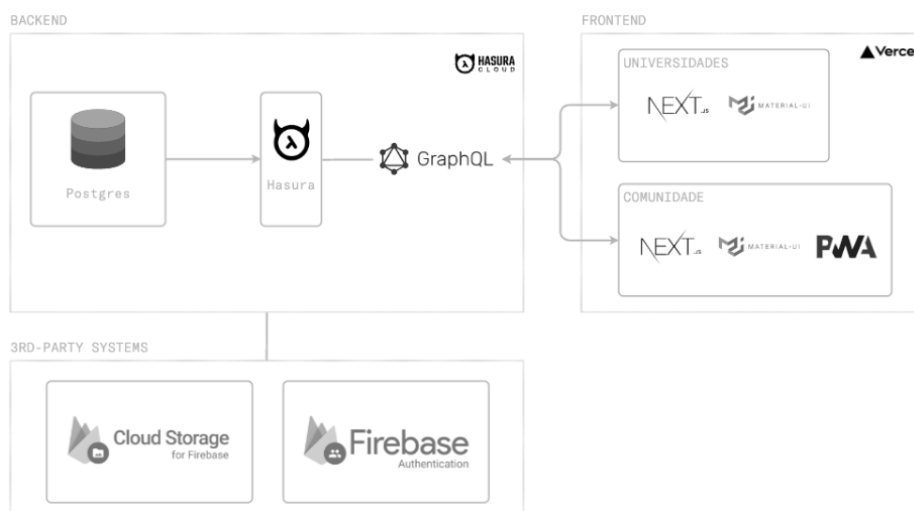 BACKEND
HASURA
CLOUD
Postgres
Hasura
GraphQL
FRONTEND
Verce
UNIVERSIDADES
NEXT.JS
MATERIAL-UI
COMUNIDADE
NEXT.JS
MATERIAL-UI
PWA
3RD-PARTY SYSTEMS
Cloud Storage
for Firebase
Firebase
Authentication